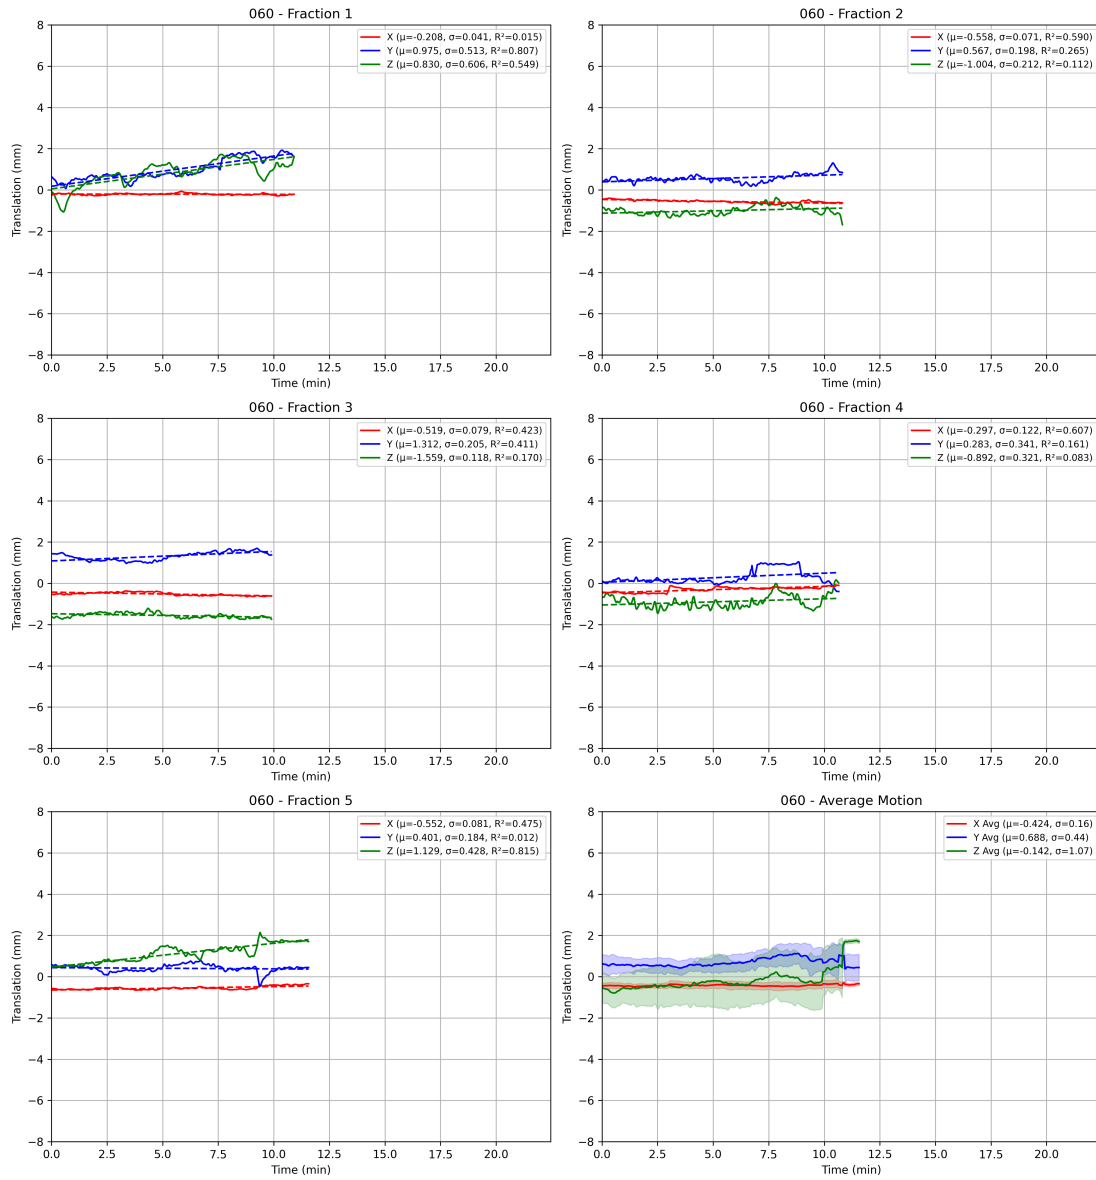 060 - Fraction 1
X (μ=-0.208, σ=0.041, R²=0.015)
Y (μ=0.975, σ=0.513, R²=0.807)
Z (μ=0.830, σ=0.606, R²=0.549)
8
6
4
2
0
−2
−4
−6
−8
Translation (mm)
0.0 2.5 5.0 7.5 10.0 12.5 15.0 17.5 20.0
Time (min)
060 - Fraction 2
X (μ=-0.558, σ=0.071, R²=0.590)
Y (μ=0.567, σ=0.198, R²=0.265)
Z (μ=-1.004, σ=0.212, R²=0.112)
8
6
4
2
0
−2
−4
−6
−8
Translation (mm)
0.0 2.5 5.0 7.5 10.0 12.5 15.0 17.5 20.0
Time (min)
060 - Fraction 3
X (μ=-0.519, σ=0.079, R²=0.423)
Y (μ=1.312, σ=0.205, R²=0.411)
Z (μ=-1.559, σ=0.118, R²=0.170)
8
6
4
2
0
−2
−4
−6
−8
Translation (mm)
0.0 2.5 5.0 7.5 10.0 12.5 15.0 17.5 20.0
Time (min)
060 - Fraction 4
X (μ=-0.297, σ=0.122, R²=0.607)
Y (μ=0.283, σ=0.341, R²=0.161)
Z (μ=-0.892, σ=0.321, R²=0.083)
8
6
4
2
0
−2
−4
−6
−8
Translation (mm)
0.0 2.5 5.0 7.5 10.0 12.5 15.0 17.5 20.0
Time (min)
060 - Fraction 5
X (μ=-0.552, σ=0.081, R²=0.475)
Y (μ=0.401, σ=0.184, R²=0.012)
Z (μ=1.129, σ=0.428, R²=0.815)
8
6
4
2
0
−2
−4
−6
−8
Translation (mm)
0.0 2.5 5.0 7.5 10.0 12.5 15.0 17.5 20.0
Time (min)
060 - Average Motion
X Avg (μ=-0.424, σ=0.16)
Y Avg (μ=0.688, σ=0.44)
Z Avg (μ=-0.142, σ=1.07)
8
6
4
2
0
−2
−4
−6
−8
Translation (mm)
0.0 2.5 5.0 7.5 10.0 12.5 15.0 17.5 20.0
Time (min)